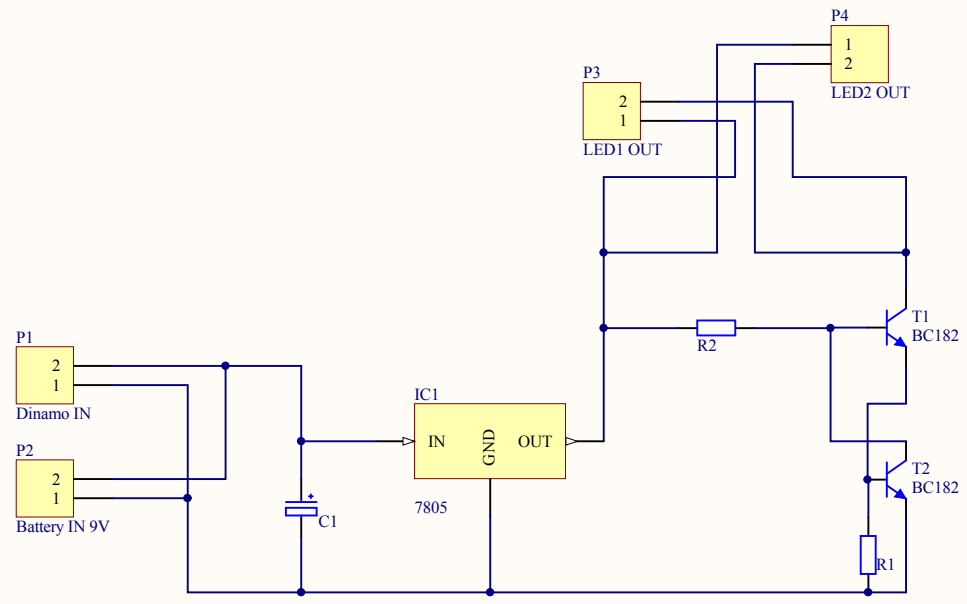 P4
1
2
LED2 OUT
P3
2
1
LED1 OUT
T1
BC182
R2
P1
2
1
Dinamo IN
IC1
IN
GND
OUT
7805
P2
2
1
Battery IN 9V
+
C1
T2
BC182
R1